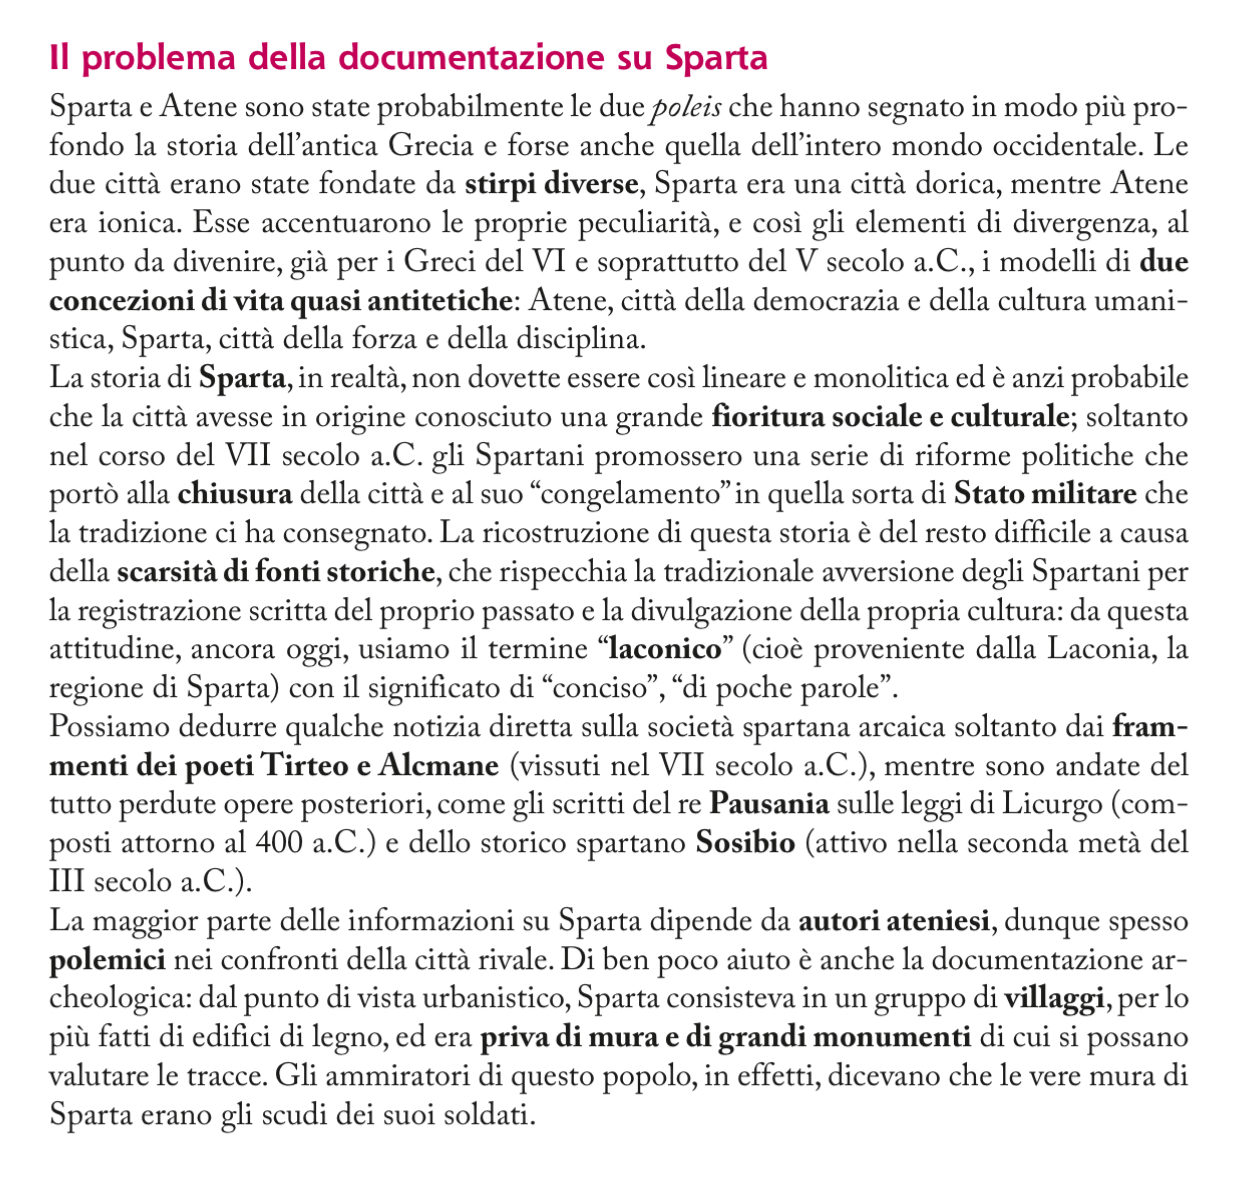 Il problema della documentazione su Sparta
Sparta e Atene sono state probabilmente le due poleis che hanno segnato in modo più pro-
fondo la storia dell’antica Grecia e forse anche quella dell’intero mondo occidentale. Le
due città erano state fondate da stirpi diverse, Sparta era una città dorica, mentre Atene
era ionica. Esse accentuarono le proprie peculiarità, e così gli elementi di divergenza, al
punto da divenire, già per i Greci del VI e soprattutto del V secolo a.C., i modelli di due
concezioni di vita quasi antitetiche: Atene, città della democrazia e della cultura umani-
stica, Sparta, città della forza e della disciplina.
La storia di Sparta, in realtà, non dovette essere così lineare e monolitica ed è anzi probabile
che la città avesse in origine conosciuto una grande fioritura sociale e culturale; soltanto
nel corso del VII secolo a.C. gli Spartani promossero una serie di riforme politiche che
portò alla chiusura della città e al suo “congelamento” in quella sorta di Stato militare che
la tradizione ci ha consegnato. La ricostruzione di questa storia è del resto difficile a causa
della scarsità di fonti storiche, che rispecchia la tradizionale avversione degli Spartani per
la registrazione scritta del proprio passato e la divulgazione della propria cultura: da questa
attitudine, ancora oggi, usiamo il termine “laconico” (cioè proveniente dalla Laconia, la
regione di Sparta) con il significato di “conciso”, “di poche parole”.
Possiamo dedurre qualche notizia diretta sulla società spartana arcaica soltanto dai fram-
menti dei poeti Tirteo e Alcmane (vissuti nel VII secolo a.C.), mentre sono andate del
tutto perdute opere posteriori, come gli scritti del re Pausania sulle leggi di Licurgo (com-
posti attorno al 400 a.C.) e dello storico spartano Sosibio (attivo nella seconda metà del
III secolo a.C.).
La maggior parte delle informazioni su Sparta dipende da autori ateniesi, dunque spesso
polemici nei confronti della città rivale. Di ben poco aiuto è anche la documentazione ar-
cheologica: dal punto di vista urbanistico, Sparta consisteva in un gruppo di villaggi, per lo
più fatti di edifici di legno, ed era priva di mura e di grandi monumenti di cui si possano
valutare le tracce. Gli ammiratori di questo popolo, in effetti, dicevano che le vere mura di
Sparta erano gli scudi dei suoi soldati.